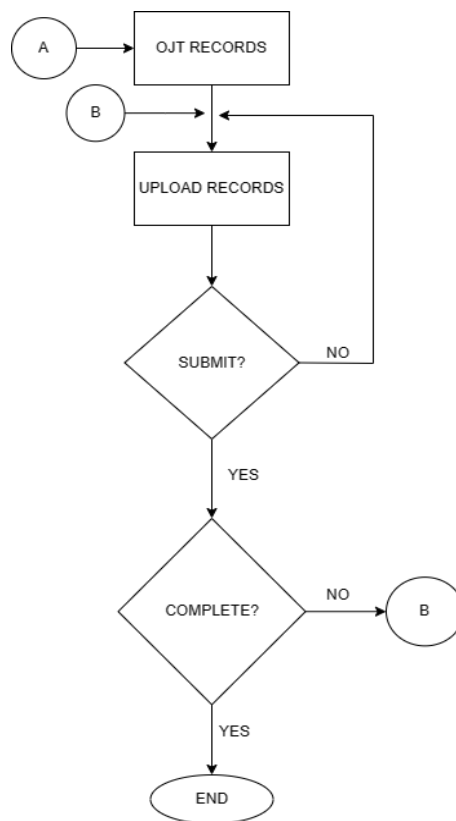 A
OJT RECORDS
B
UPLOAD RECORDS
SUBMIT?
NO
YES
COMPLETE?
NO
B
YES
END